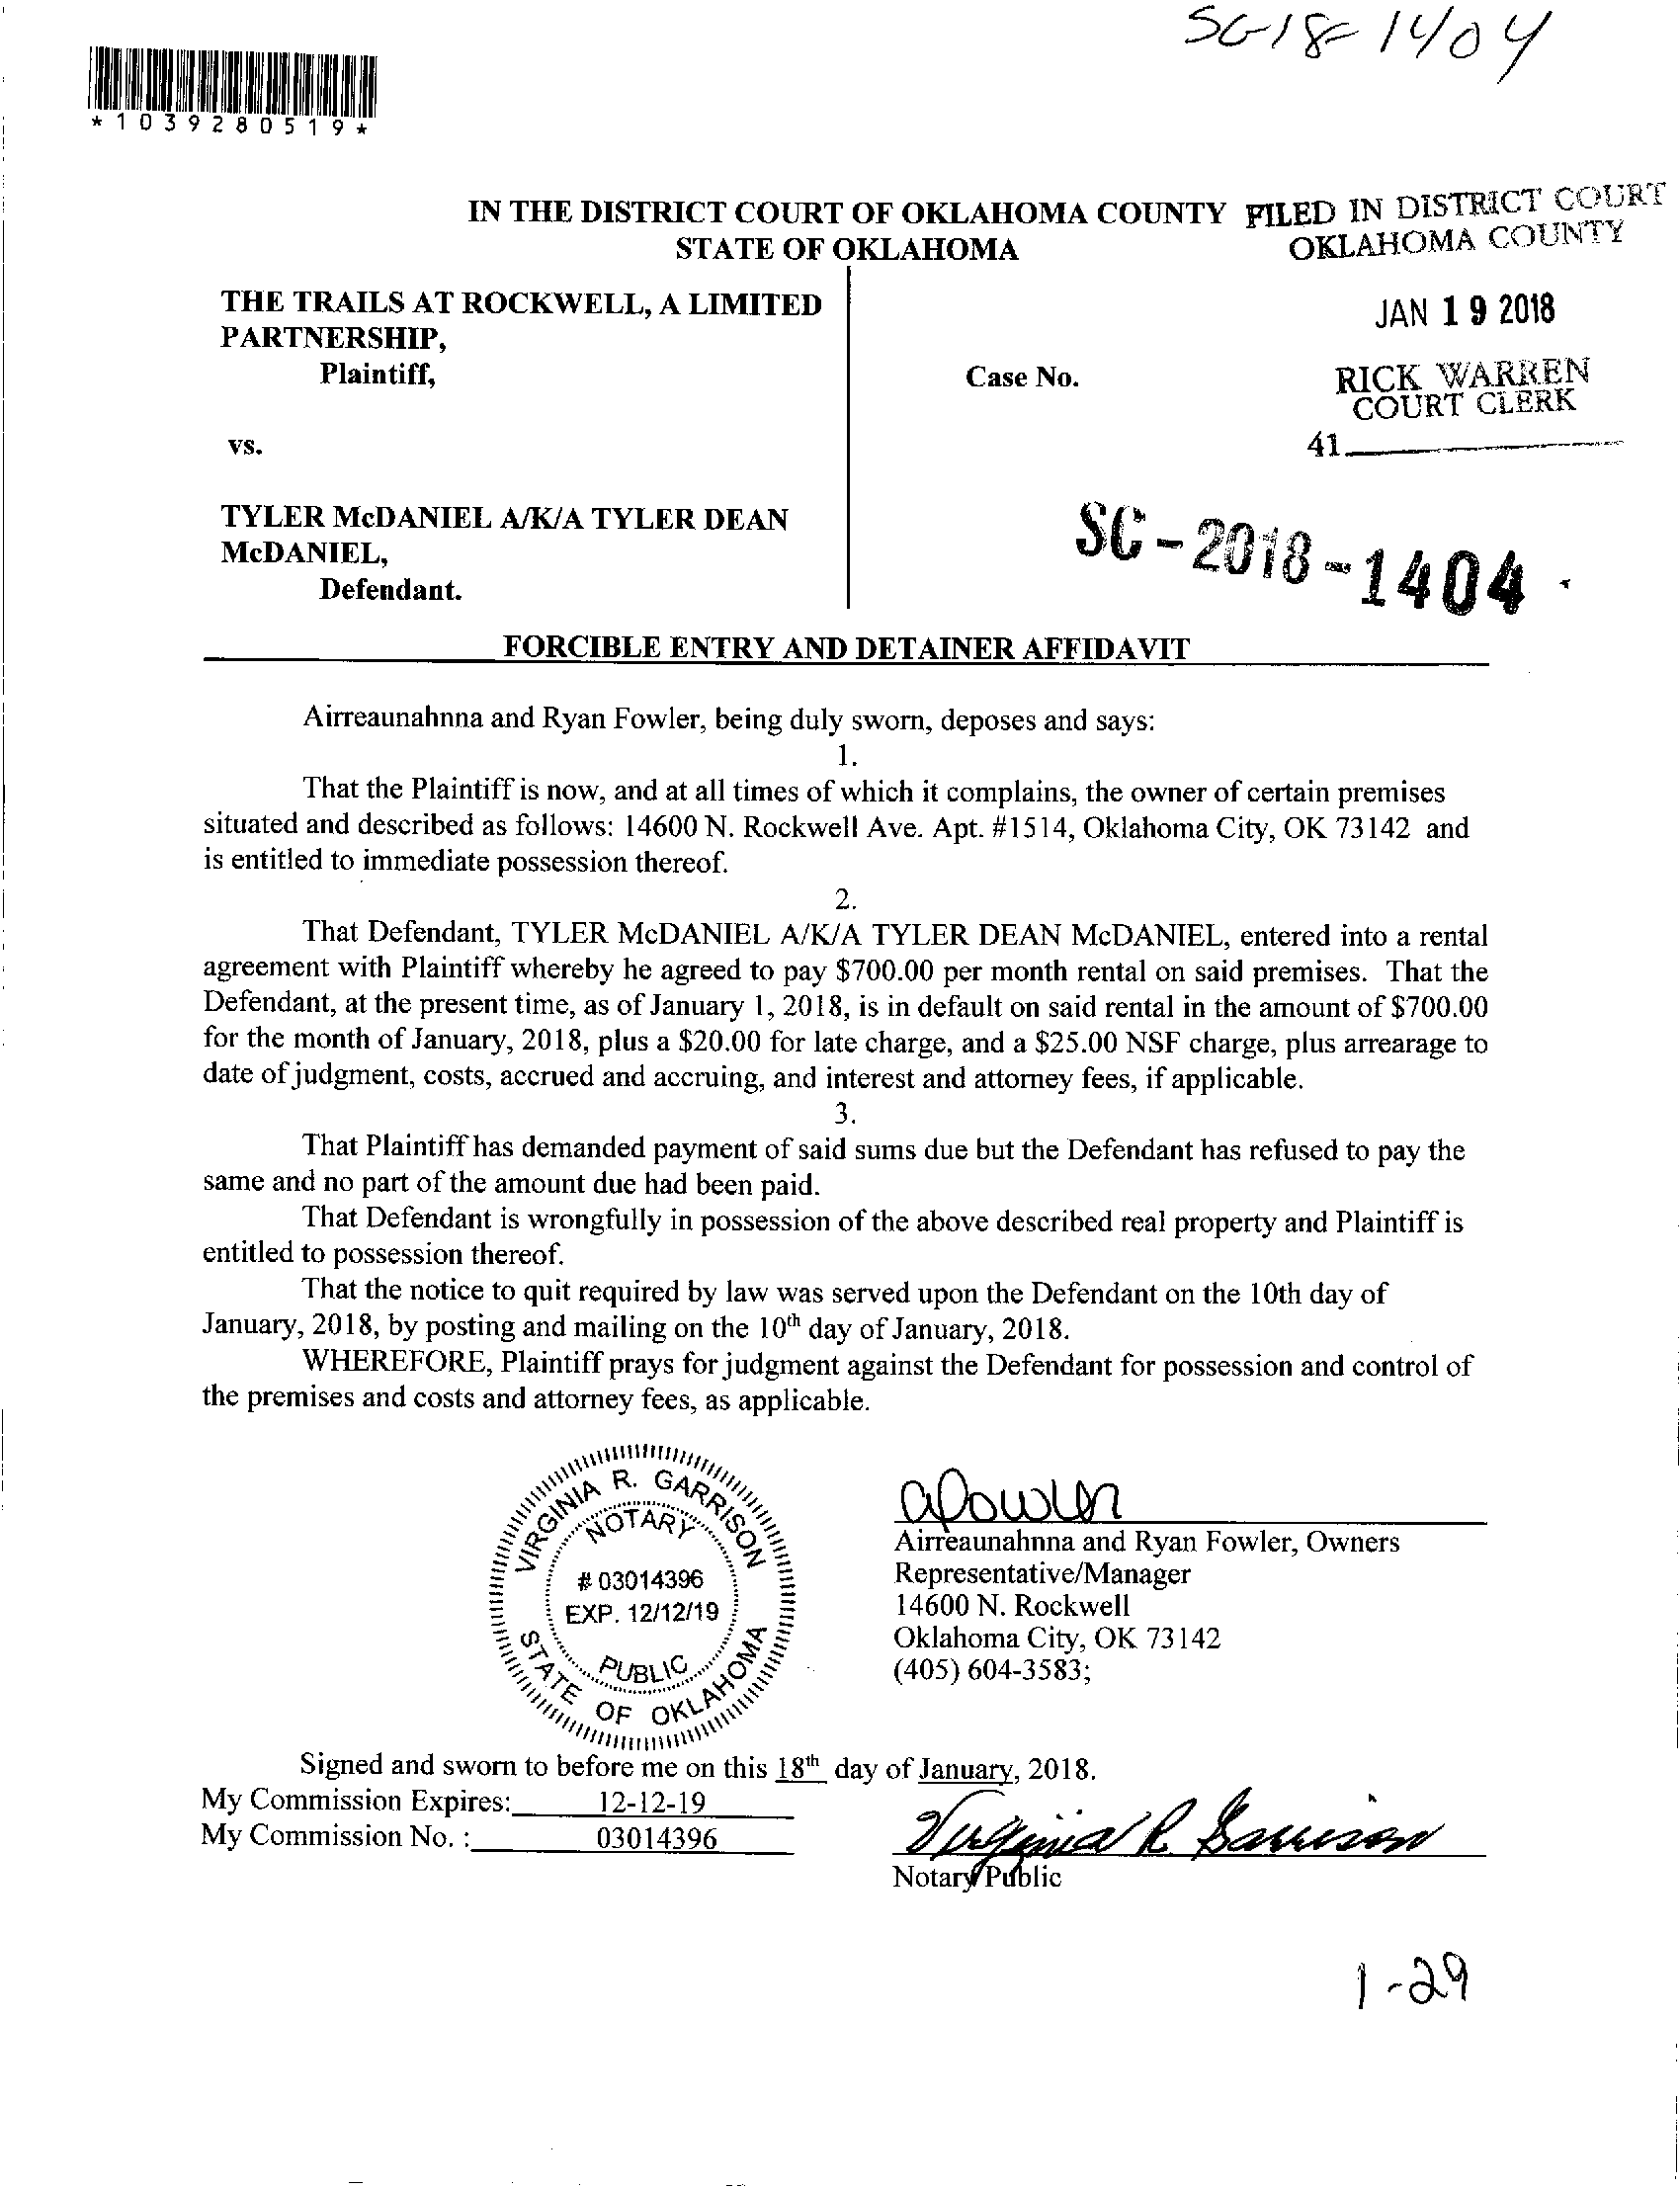 SC-18-1404
*1039280519*
IN THE DISTRICT COURT OF OKLAHOMA COUNTY
STATE OF OKLAHOMA
FILED IN DISTRICT COURT
OKLAHOMA COUNTY
JAN 19 2018
RICK WARREN
COURT CLERK
41
THE TRAILS AT ROCKWELL, A LIMITED
PARTNERSHIP,
Plaintiff,
Case No.
vs.
TYLER McDANIEL A/K/A TYLER DEAN
McDANIEL,
Defendant.
SC-2018-1404
FORCIBLE ENTRY AND DETAINER AFFIDAVIT
Airreaunahnna and Ryan Fowler, being duly sworn, deposes and says:
1.
That the Plaintiff is now, and at all times of which it complains, the owner of certain premises
situated and described as follows: 14600 N. Rockwell Ave. Apt. #1514, Oklahoma City, OK 73142 and
is entitled to immediate possession thereof.
2.
That Defendant, TYLER McDANIEL A/K/A TYLER DEAN McDANIEL, entered into a rental
agreement with Plaintiff whereby he agreed to pay $700.00 per month rental on said premises. That the
Defendant, at the present time, as of January 1, 2018, is in default on said rental in the amount of $700.00
for the month of January, 2018, plus a $20.00 for late charge, and a $25.00 NSF charge, plus arrearage to
date of judgment, costs, accrued and accruing, and interest and attorney fees, if applicable.
3.
That Plaintiff has demanded payment of said sums due but the Defendant has refused to pay the
same and no part of the amount due had been paid.
That Defendant is wrongfully in possession of the above described real property and Plaintiff is
entitled to possession thereof.
That the notice to quit required by law was served upon the Defendant on the 10th day of
January, 2018, by posting and mailing on the 10th day of January, 2018.
WHEREFORE, Plaintiff prays for judgment against the Defendant for possession and control of
the premises and costs and attorney fees, as applicable.
VIRGINIA R. GARRISON
NOTARY
# 03014396
EXP. 12/12/19
PUBLIC
STATE OF OKLAHOMA
afowler
Airreaunahnna and Ryan Fowler, Owners
Representative/Manager
14600 N. Rockwell
Oklahoma City, OK 73142
(405) 604-3583;
Signed and sworn to before me on this 18th day of January, 2018.
My Commission Expires: 12-12-19
My Commission No. : 03014396
Virginia R. Garrison
Notary Public
1-29